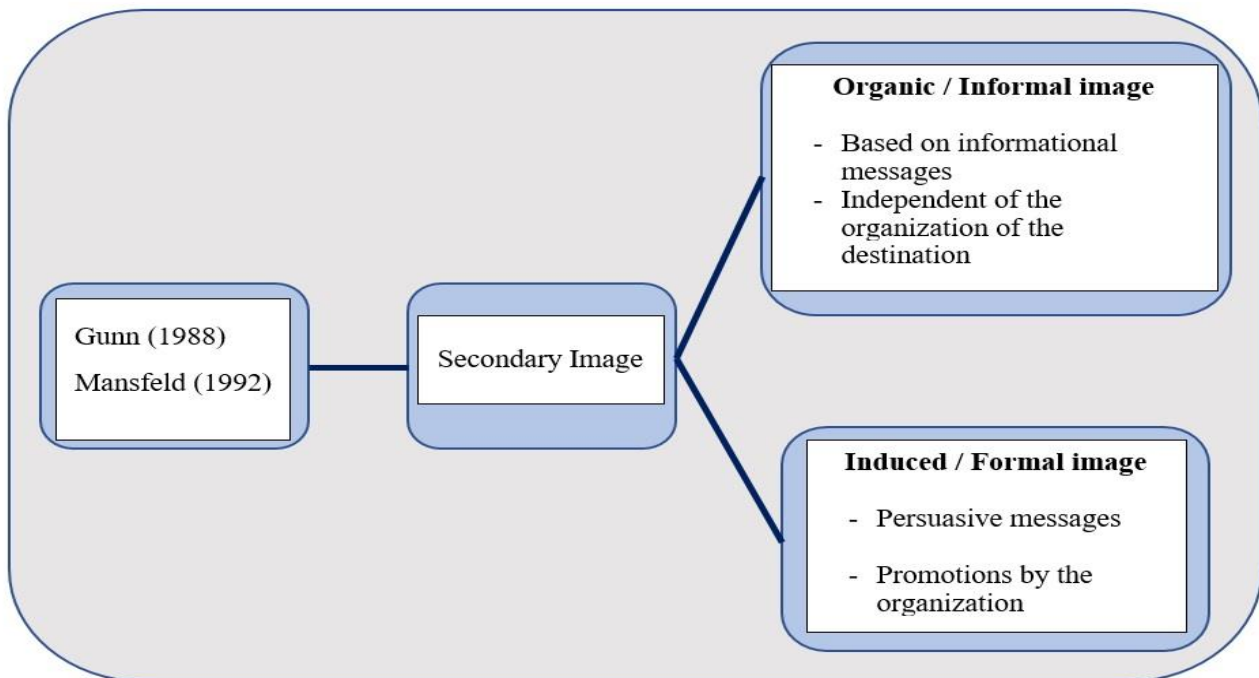 Organic / Informal image
- Based on informational
messages
- Independent of the
organization of the
destination
Gunn (1988)
Mansfeld (1992)
Secondary Image
Induced / Formal image
- Persuasive messages
- Promotions by the
organization